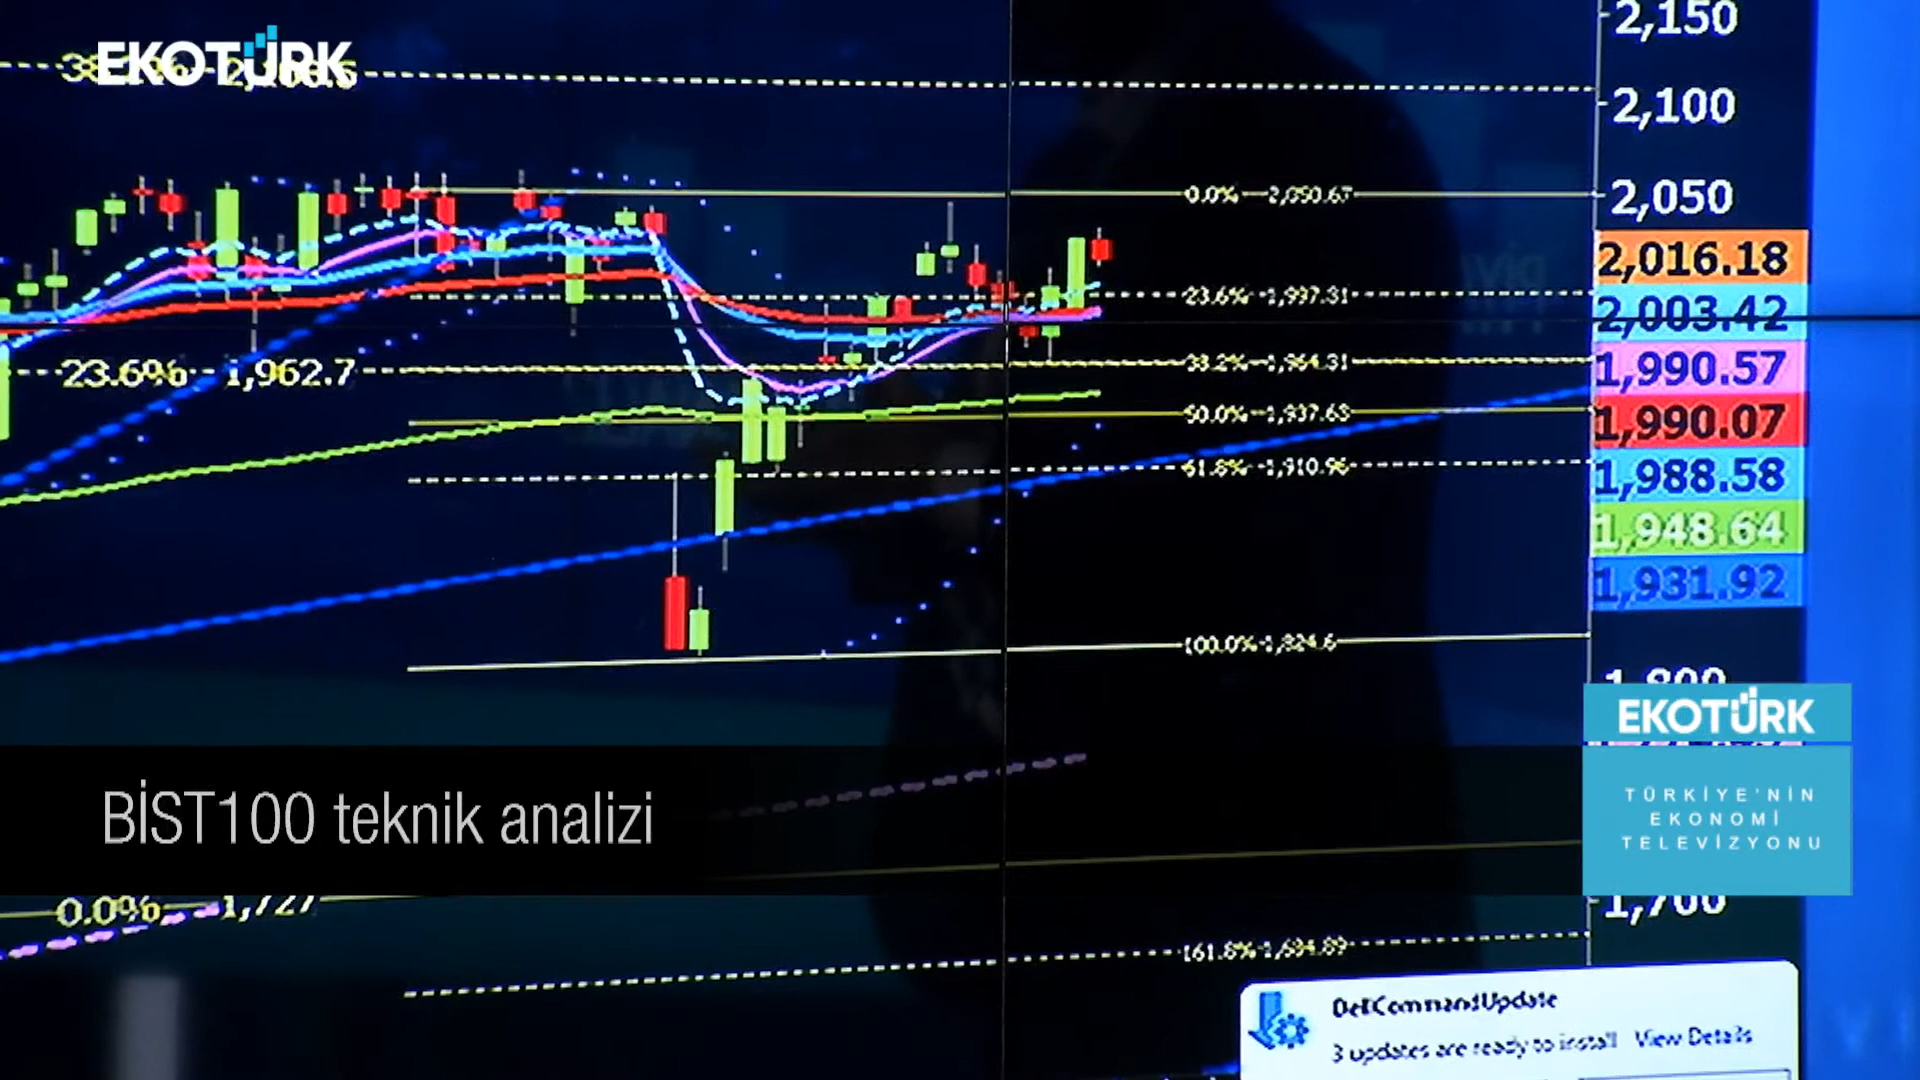 EKOTÜRK
2,150
2,100
0.0% 2,050.67
2,050
2,016.18
23.6% 1,997.31
2,003.42
23.6% 1,962.7
38.2% 1,964.31
1,990.57
50.0% 1,937.63
1,990.07
61.8% 1,910.96
1,988.58
1,948.64
1,931.92
100.0% 1,824.6
1,800
EKOTÜRK
BİST100 teknik analizi
TÜRKİYE'NİN
EKONOMİ
TELEVİZYONU
0.0% 1,727
1,700
161.8% 1,684.89
DellCommandUpdate
3 updates are ready to install View Details